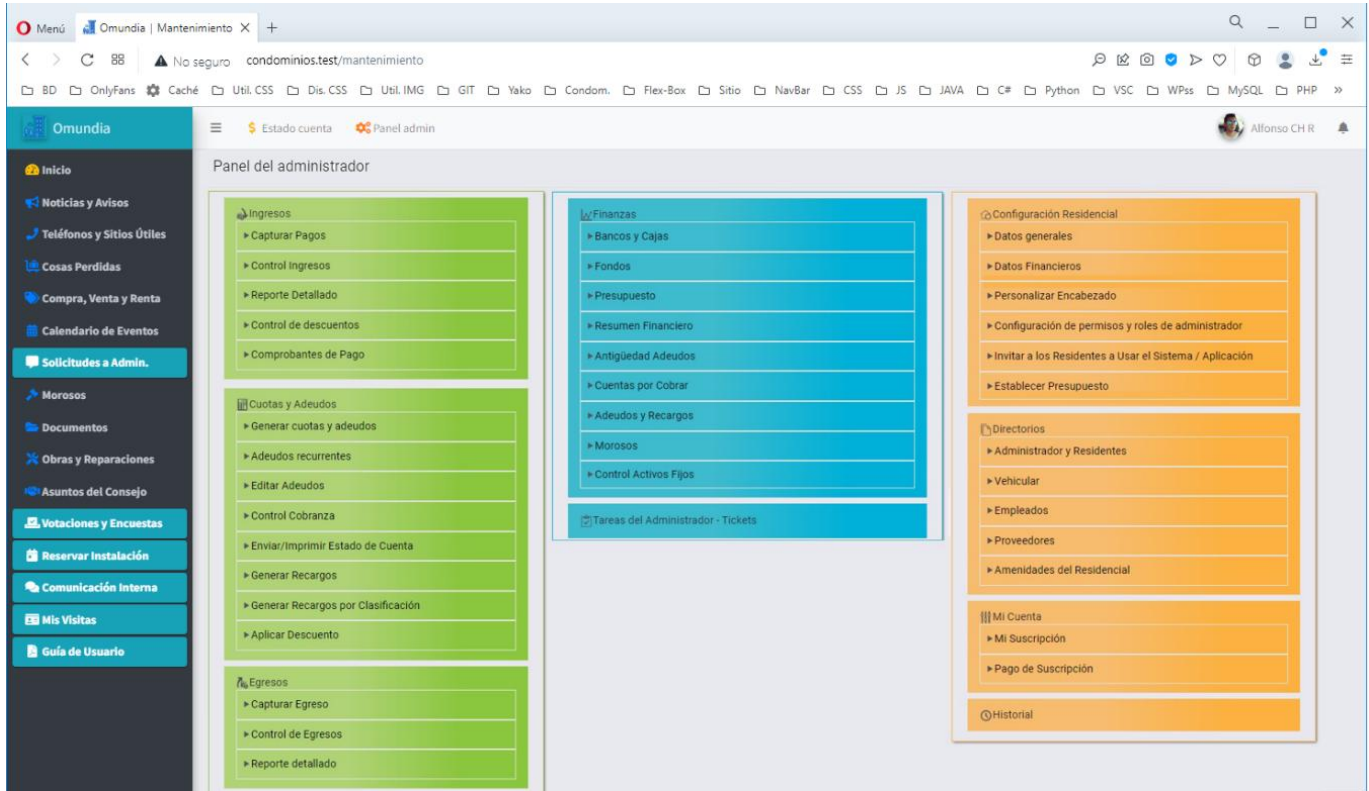 Menú
Omundia | Mantenimiento
No seguro condominios.test/mantenimiento
BD OnlyFans Caché Util. CSS Dis. CSS Util. IMG GIT Yako Condom. Flex-Box Sitio NavBar CSS JS JAVA C# Python VSC WPss MySQL PHP »
Omundia
$ Estado cuenta Panel admin
Alfonso CH R
Inicio
Noticias y Avisos
Teléfonos y Sitios Útiles
Cosas Perdidas
Compra, Venta y Renta
Calendario de Eventos
Solicitudes a Admin.
Morosos
Documentos
Obras y Reparaciones
Asuntos del Consejo
Votaciones y Encuestas
Reservar Instalación
Comunicación Interna
Mis Visitas
Guía de Usuario
Panel del administrador
Ingresos
Capturar Pagos
Control Ingresos
Reporte Detallado
Control de descuentos
Comprobantes de Pago
Cuotas y Adeudos
Generar cuotas y adeudos
Adeudos recurrentes
Editar Adeudos
Control Cobranza
Enviar/Imprimir Estado de Cuenta
Generar Recargos
Generar Recargos por Clasificación
Aplicar Descuento
Egresos
Capturar Egreso
Control de Egresos
Reporte detallado
Finanzas
Bancos y Cajas
Fondos
Presupuesto
Resumen Financiero
Antigüedad Adeudos
Cuentas por Cobrar
Adeudos y Recargos
Morosos
Control Activos Fijos
Tareas del Administrador - Tickets
Configuración Residencial
Datos generales
Datos Financieros
Personalizar Encabezado
Configuración de permisos y roles de administrador
Invitar a los Residentes a Usar el Sistema / Aplicación
Establecer Presupuesto
Directorios
Administrador y Residentes
Vehicular
Empleados
Proveedores
Amenidades del Residencial
Mi Cuenta
Mi Suscripción
Pago de Suscripción
Historial